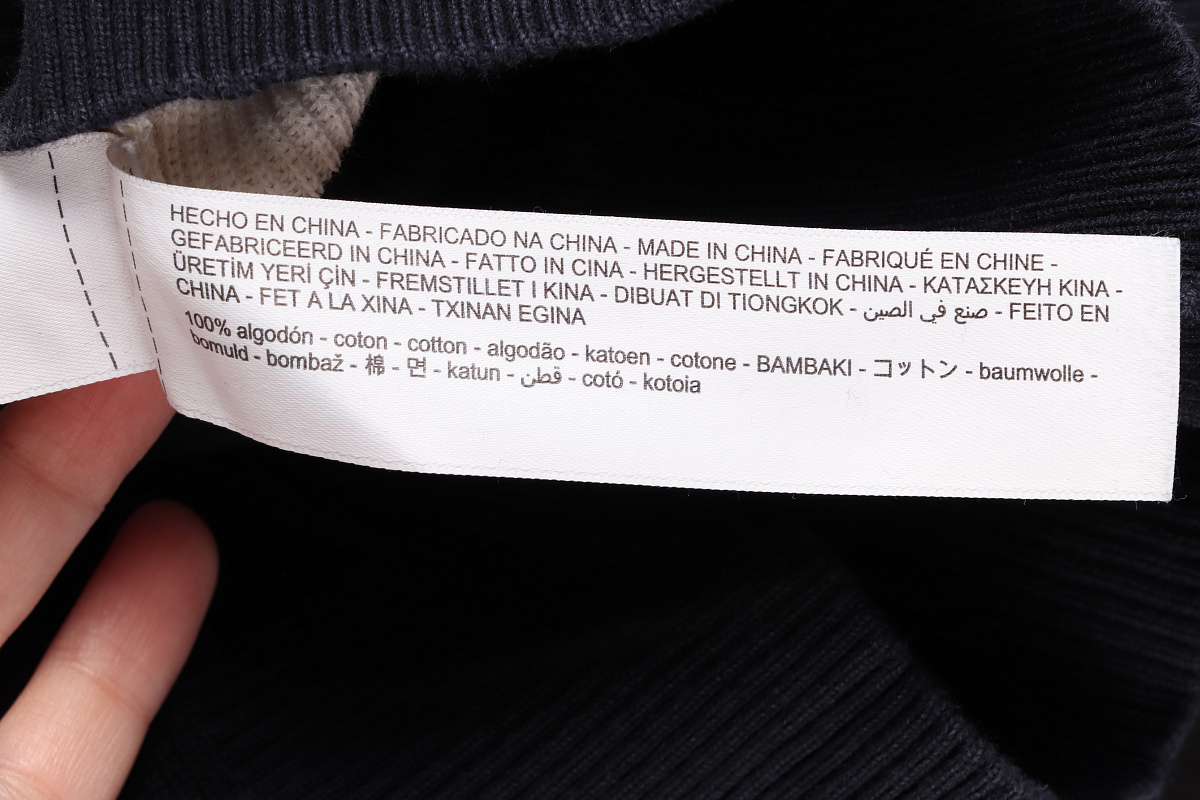 HECHO EN CHINA - FABRICADO NA CHINA - MADE IN CHINA - FABRIQUÉ EN CHINE -
GEFABRICEERD IN CHINA - FATTO IN CINA - HERGESTELLT IN CHINA - ΚΑΤΑΣΚΕΥΗ ΚΙΝΑ -
ÜRETİM YERİ ÇİN - FREMSTILLET I KINA - DIBUAT DI TIONGKOK - صنع في الصين - FEITO EN
CHINA - FET A LA XINA - TXINAN EGINA
100% algodón - coton - cotton - algodão - katoen - cotone - BAMBAKI - コットン - baumwolle -
bomuld - bombaž - 棉 - 면 - katun - قطن - cotó - kotoia